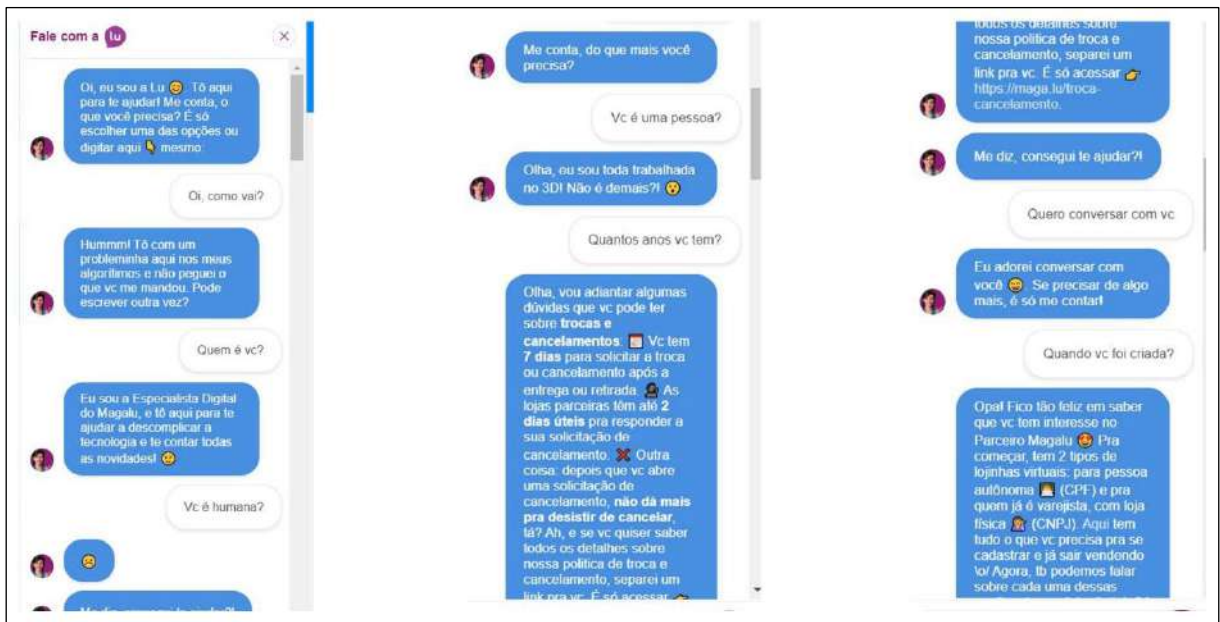 Fale com a lu
Oi, eu sou a Lu 😊. Tô aqui
para te ajudar! Me conta, o
que você precisa? É só
escolher uma das opções ou
digitar aqui 👇 mesmo:
Oi, como vai?
Hummm! Tô com um
probleminha aqui nos meus
algoritimos e não peguei o
que vc me mandou. Pode
escrever outra vez?
Quem é vc?
Eu sou a Especialista Digital
do Magalu, e tô aqui para te
ajudar a descomplicar a
tecnologia e te contar todas
as novidades!
Vc é humana?
Me conta, do que mais você
precisa?
Vc é uma pessoa?
Olha, eu sou toda trabalhada
no 3D! Não é demais?! 😮
Quantos anos vc tem?
Olha, vou adiantar algumas
dúvidas que vc pode ter
sobre trocas e
cancelamentos. Vc tem
7 dias para solicitar a troca
ou cancelamento após a
entrega ou retirada. As
lojas parceiras têm até 2
dias úteis pra responder a
sua solicitação de
cancelamento. ❌ Outra
coisa: depois que vc abre
uma solicitação de
cancelamento, não dá mais
pra desistir de cancelar,
tá? Ah, e se vc quiser saber
todos os detalhes sobre
nossa política de troca e
cancelamento, separei um
link pra vc. É só acessar 👉
todos os detalhes sobre
nossa política de troca e
cancelamento, separei um
link pra vc. É só acessar 👉
https://maga.lu/troca-
cancelamento.
Me diz, consegui te ajudar?!
Quero conversar com vc
Eu adorei conversar com
você 😄. Se precisar de algo
mais, é só me contar!
Quando vc foi criada?
Opa! Fico tão feliz em saber
que vc tem interesse no
Parceiro Magalu 🤩 Pra
começar, tem 2 tipos de
lojinhas virtuais: para pessoa
autônoma (CPF) e pra
quem já é varejista, com loja
física (CNPJ). Aqui tem
tudo o que vc precisa pra se
cadastrar e já sair vendendo
\o/ Agora, tb podemos falar
sobre cada uma dessas